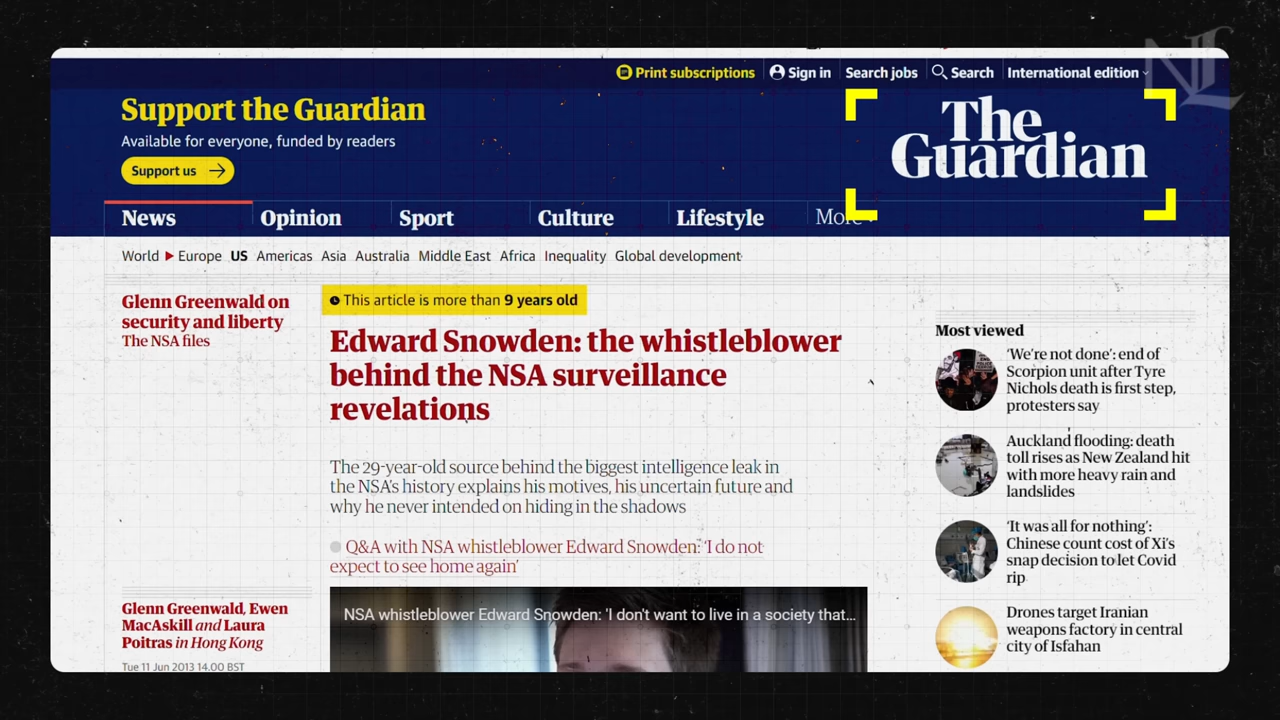 Print subscriptions
Sign in
Search jobs
Search
International edition
NL
Support the Guardian
Available for everyone, funded by readers
Support us
The
Guardian
News
Opinion
Sport
Culture
Lifestyle
More
World
Europe
US
Americas
Asia
Australia
Middle East
Africa
Inequality
Global development
Glenn Greenwald on
security and liberty
The NSA files
This article is more than 9 years old
Edward Snowden: the whistleblower
behind the NSA surveillance
revelations
The 29-year-old source behind the biggest intelligence leak in
the NSA's history explains his motives, his uncertain future and
why he never intended on hiding in the shadows
Q&A with NSA whistleblower Edward Snowden: 'I do not
expect to see home again'
Glenn Greenwald, Ewen
MacAskill and Laura
Poitras in Hong Kong
Tue 11 Jun 2013 14.00 BST
NSA whistleblower Edward Snowden: 'I don't want to live in a society that...
Most viewed
'We're not done': end of
Scorpion unit after Tyre
Nichols death is first step,
protesters say
Auckland flooding: death
toll rises as New Zealand hit
with more heavy rain and
landslides
'It was all for nothing':
Chinese count cost of Xi's
snap decision to let Covid
rip
Drones target Iranian
weapons factory in central
city of Isfahan